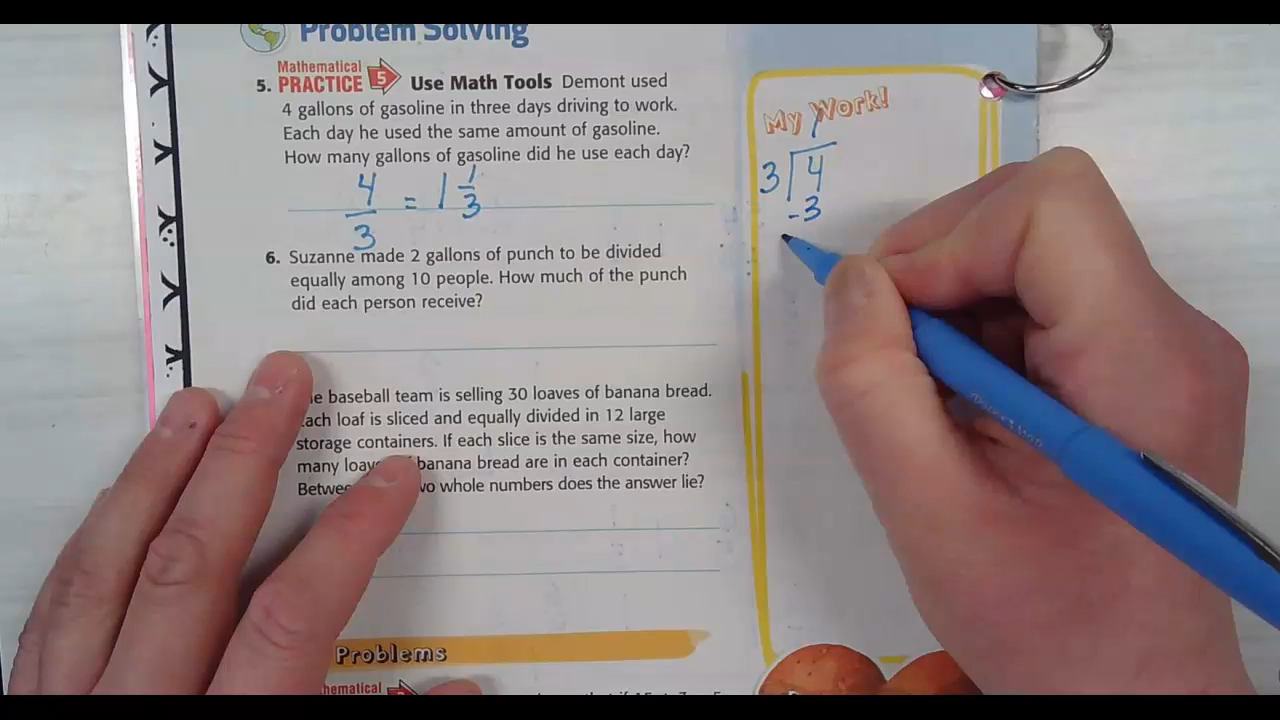 Problem Solving
Mathematical
5. PRACTICE 5 Use Math Tools Demont used
4 gallons of gasoline in three days driving to work.
Each day he used the same amount of gasoline.
How many gallons of gasoline did he use each day?
4/3 = 1 1/3
6. Suzanne made 2 gallons of punch to be divided
equally among 10 people. How much of the punch
did each person receive?
baseball team is selling 30 loaves of banana bread.
loaf is sliced and equally divided in 12 large
storage containers. If each slice is the same size, how
many banana bread are in each container?
whole numbers does the answer lie?
Problems
My Work!
1
3 4
-3